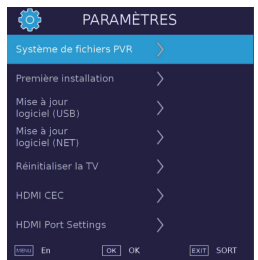 PARAMÈTRES
Système de fichiers PVR
Première installation
Mise à jour
logiciel (USB)
Mise à jour
logiciel (NET)
Réinitialiser la TV
HDMI CEC
HDMI Port Settings
MENU En OK OK EXIT SORT